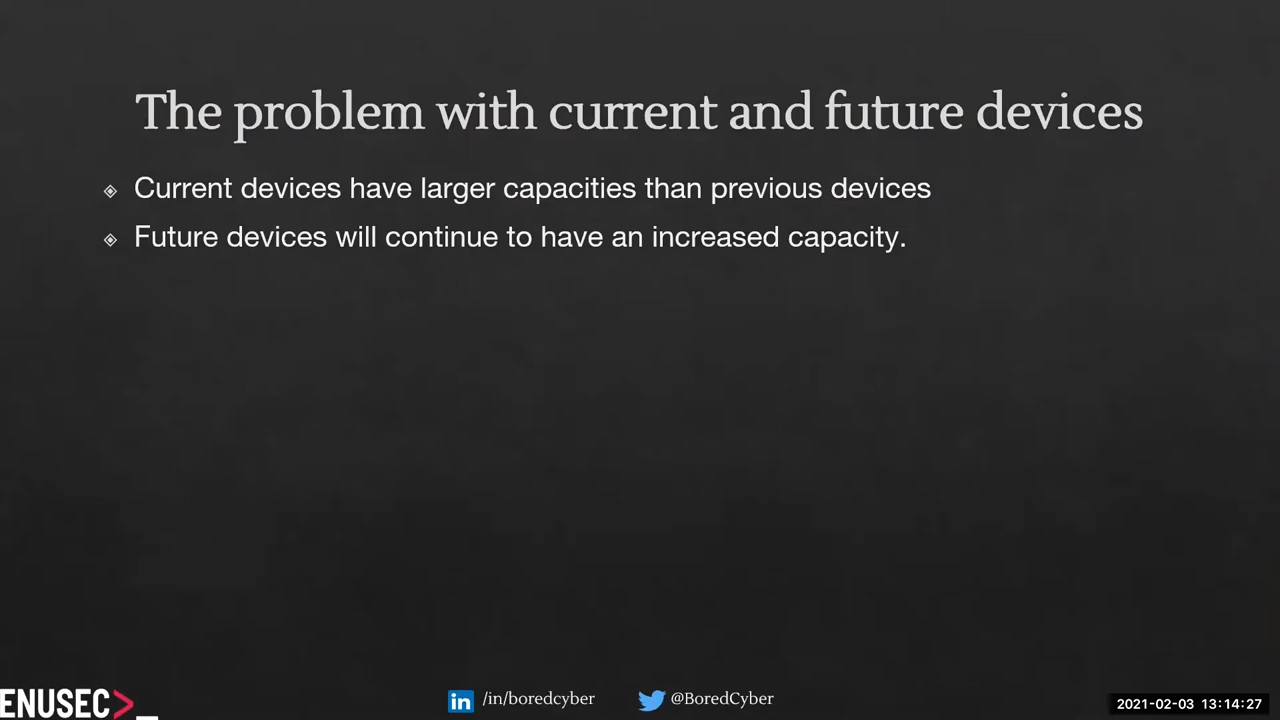 The problem with current and future devices
Current devices have larger capacities than previous devices
Future devices will continue to have an increased capacity.
ENUSEC>_
/in/boredcyber
@BoredCyber
2021-02-03 13:14:27